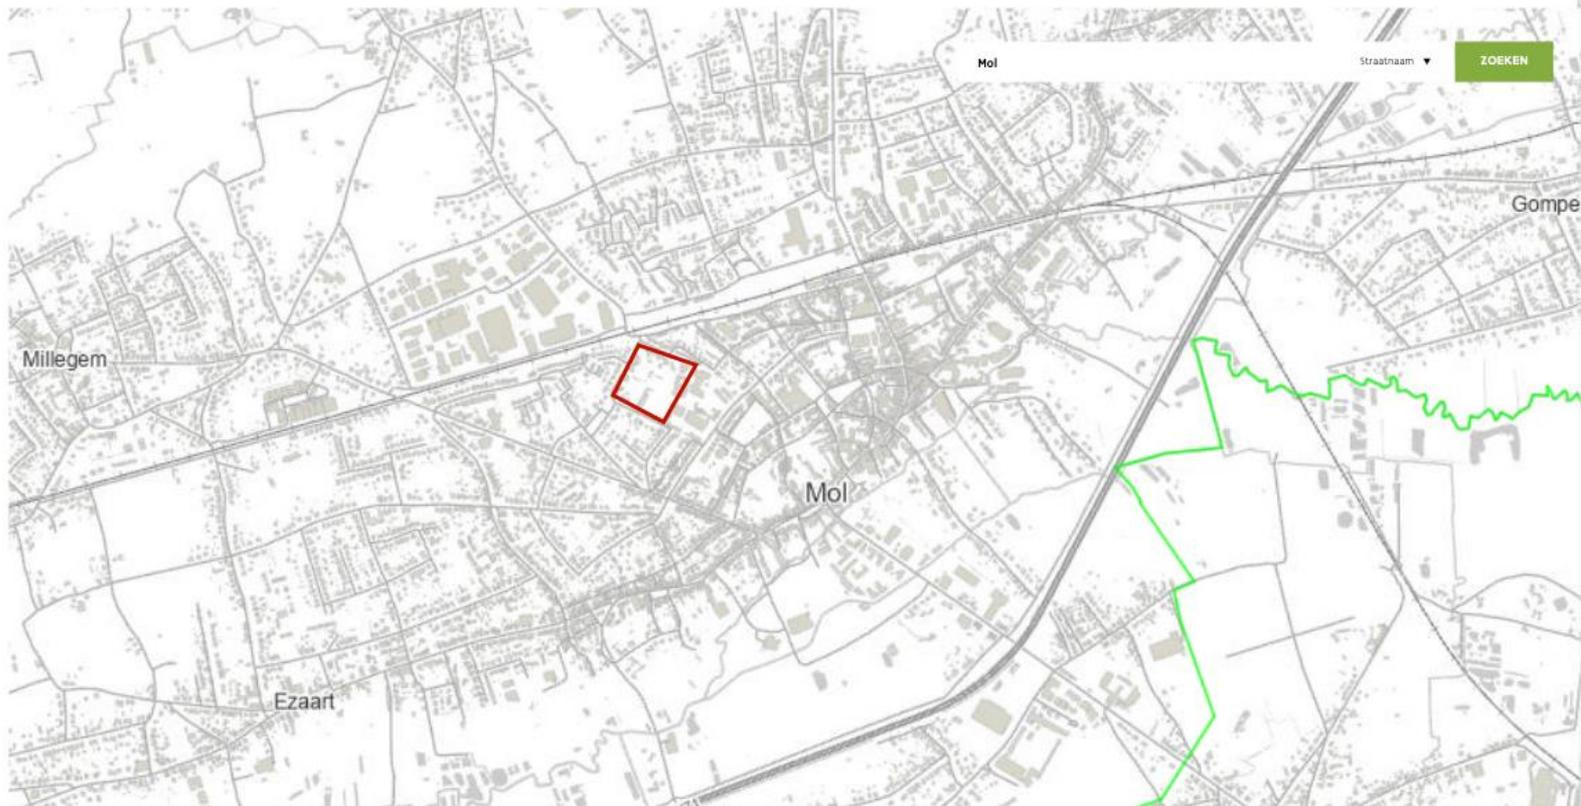 Mol
Straatnaam ▼
ZOEKEN
Gompe
Millegem
Mol
Ezaart